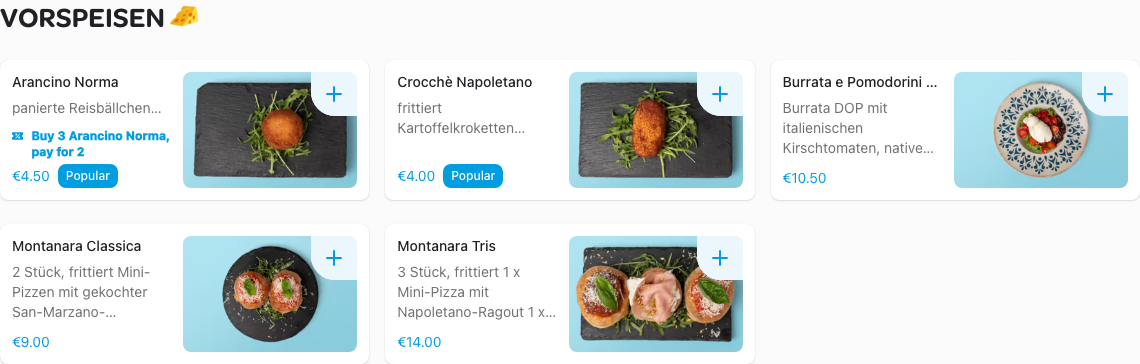 VORSPEISEN 🧀
Arancino Norma
panierte Reisbällchen...
Buy 3 Arancino Norma,
pay for 2
€4.50 Popular
Crocchè Napoletano
frittiert
Kartoffelkroketten...
€4.00 Popular
Burrata e Pomodorini ...
Burrata DOP mit
italienischen
Kirschtomaten, native...
€10.50
Montanara Classica
2 Stück, frittiert Mini-
Pizzen mit gekochter
San-Marzano-...
€9.00
Montanara Tris
3 Stück, frittiert 1 x
Mini-Pizza mit
Napoletano-Ragout 1 x...
€14.00